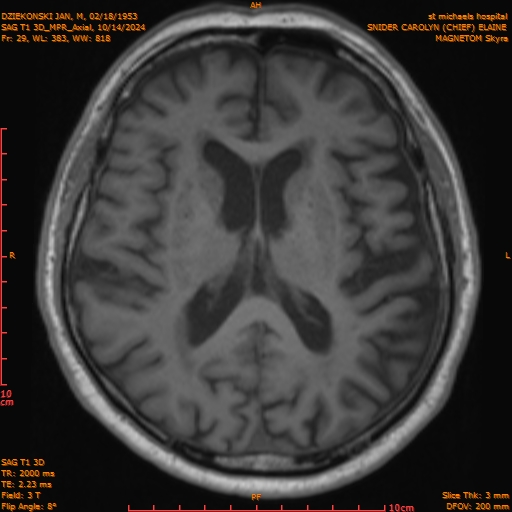 DZIEKONSKI JAN, M, 02/18/1953
SAG T1 3D_MPR_Axial, 10/14/2024
Fr: 29, WL: 383, WW: 818
AH
st michaels hospital
SNIDER CAROLYN (CHIEF) ELAINE
MAGNETOM Skyra
R
L
10
cm
SAG T1 3D
TR: 2000 ms
TE: 2.23 ms
Field: 3 T
Flip Angle: 8°
PF
10cm
Slice Thk: 3 mm
DFOV: 200 mm